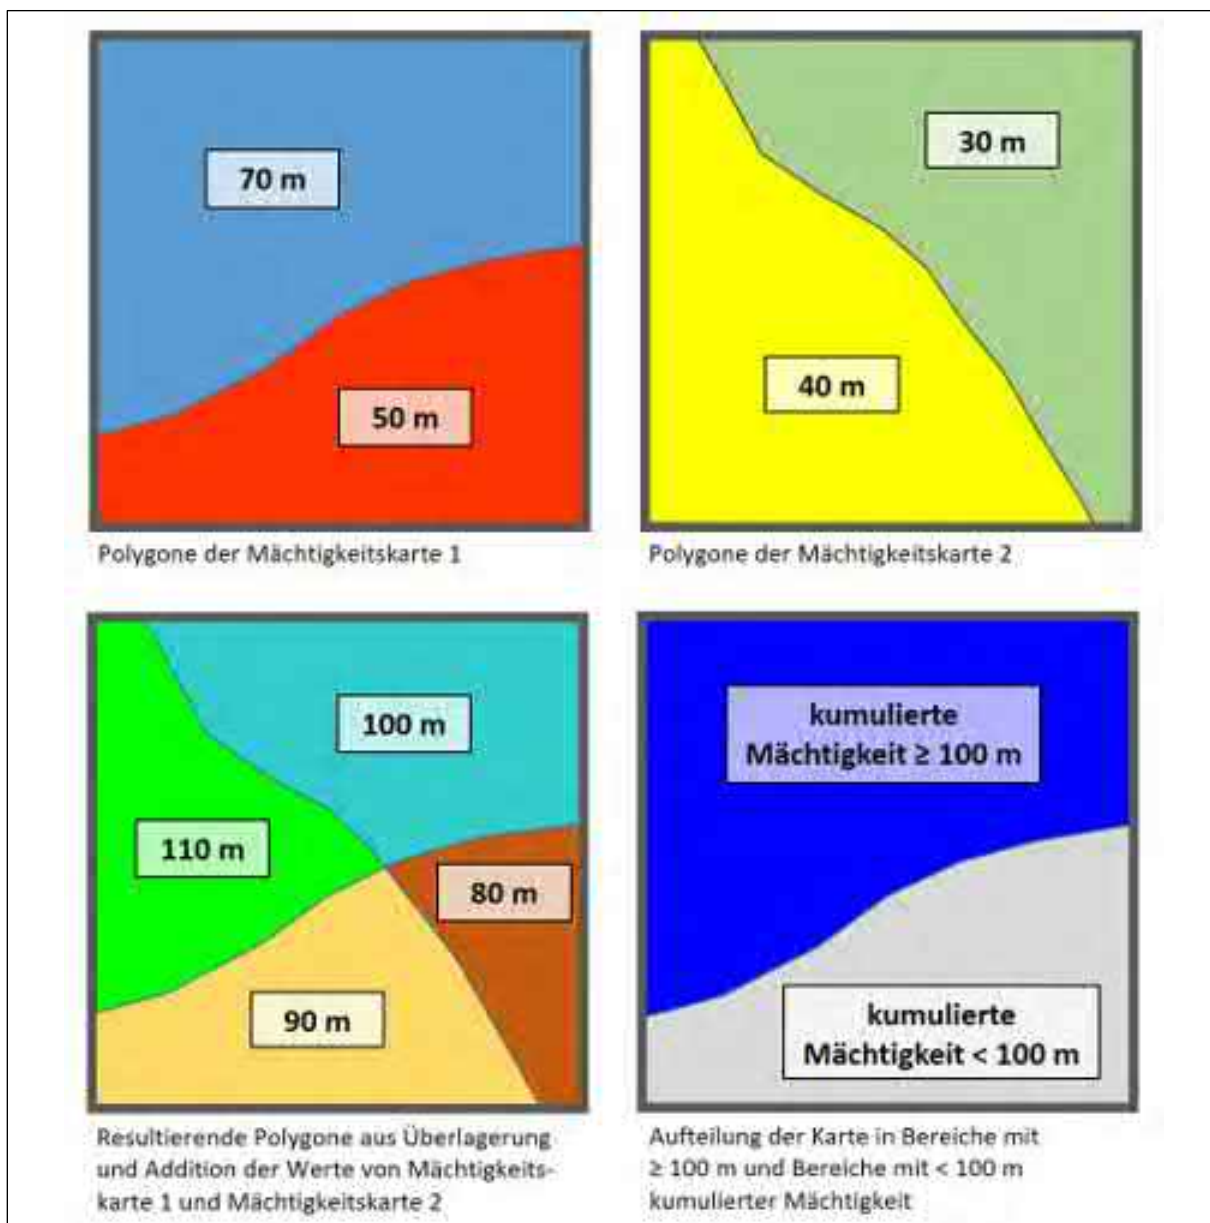 70 m
50 m
Polygone der Mächtigkeitskarte 1
30 m
40 m
Polygone der Mächtigkeitskarte 2
100 m
110 m
80 m
90 m
Resultierende Polygone aus Überlagerung
und Addition der Werte von Mächtigkeits-
karte 1 und Mächtigkeitskarte 2
kumulierte
Mächtigkeit ≥ 100 m
kumulierte
Mächtigkeit < 100 m
Aufteilung der Karte in Bereiche mit
≥ 100 m und Bereiche mit < 100 m
kumulierter Mächtigkeit